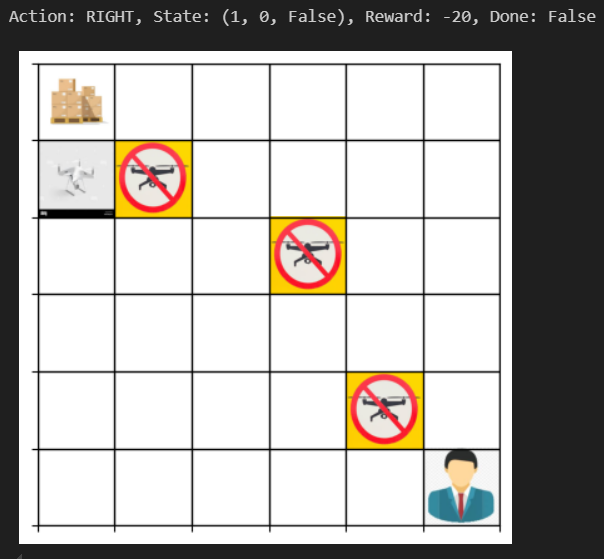 Action: RIGHT, State: (1, 0, False), Reward: -20, Done: False